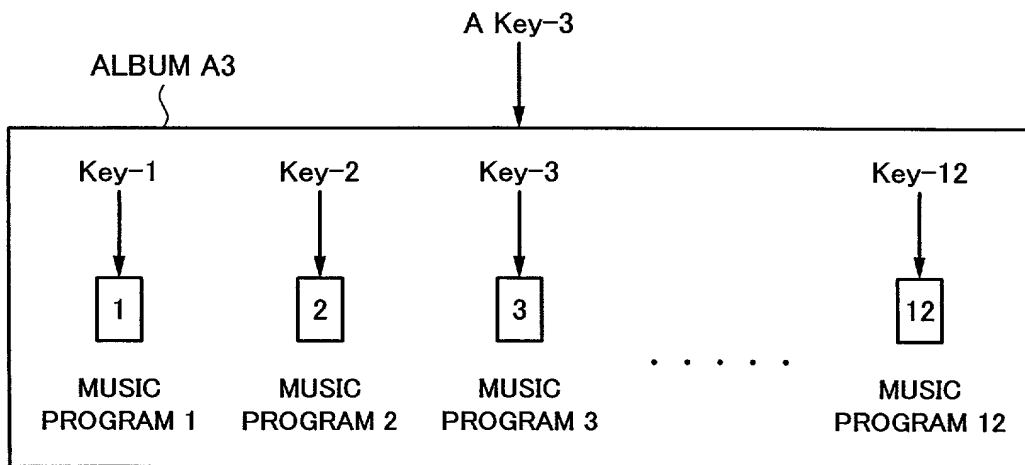 A Key-3
ALBUM A3
Key-1 Key-2 Key-3 Key-12
1 2 3 12
. . . . .
MUSIC MUSIC MUSIC MUSIC
PROGRAM 1 PROGRAM 2 PROGRAM 3 PROGRAM 12